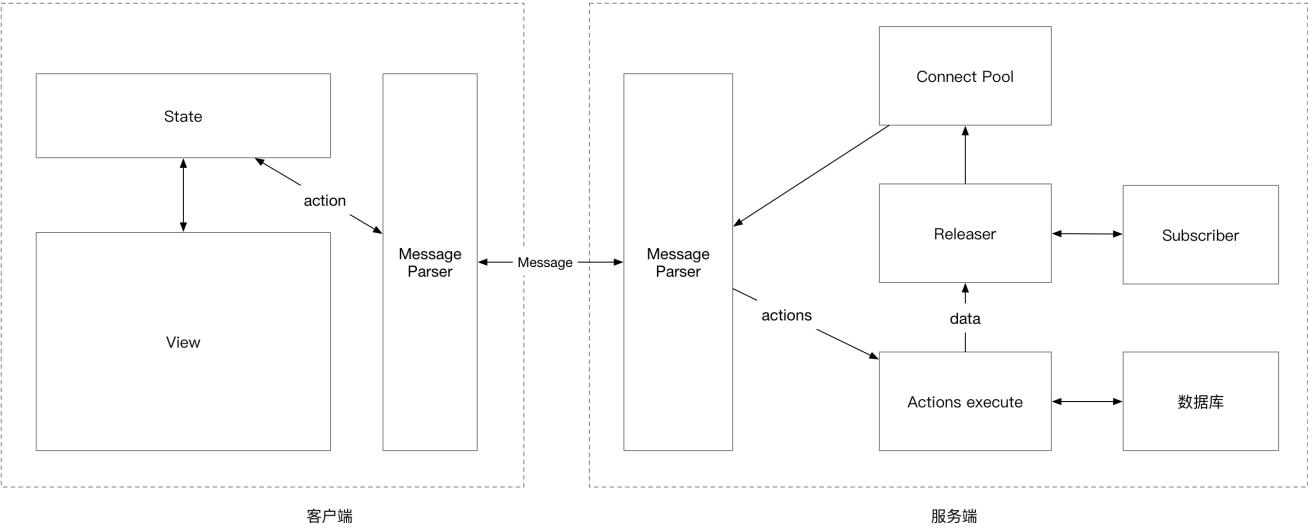 State
action
View
Message
Parser
Message
Message
Parser
Connect Pool
Releaser
Subscriber
actions
data
Actions execute
数据库
客户端
服务端